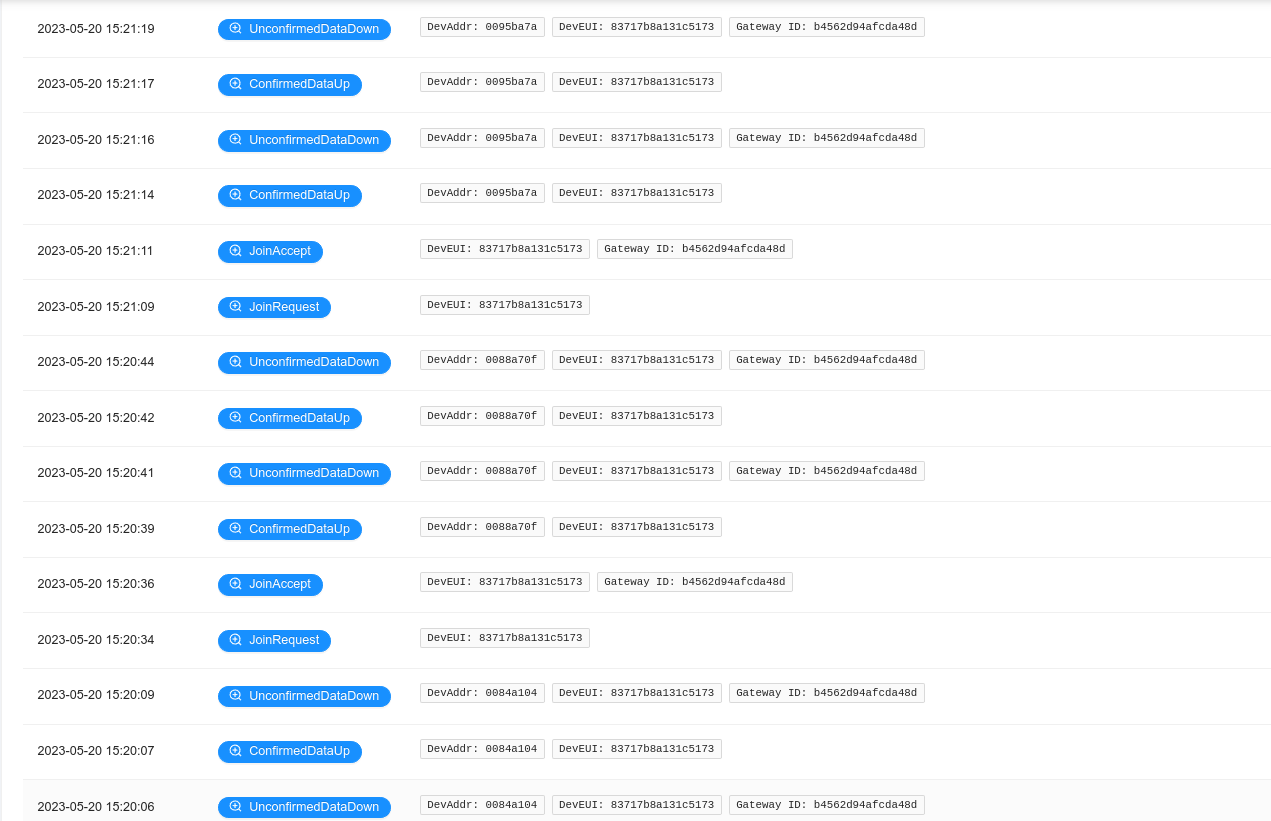 2023-05-20 15:21:19 UnconfirmedDataDown DevAddr: 0095ba7a DevEUI: 83717b8a131c5173 Gateway ID: b4562d94afcda48d
2023-05-20 15:21:17 ConfirmedDataUp DevAddr: 0095ba7a DevEUI: 83717b8a131c5173
2023-05-20 15:21:16 UnconfirmedDataDown DevAddr: 0095ba7a DevEUI: 83717b8a131c5173 Gateway ID: b4562d94afcda48d
2023-05-20 15:21:14 ConfirmedDataUp DevAddr: 0095ba7a DevEUI: 83717b8a131c5173
2023-05-20 15:21:11 JoinAccept DevEUI: 83717b8a131c5173 Gateway ID: b4562d94afcda48d
2023-05-20 15:21:09 JoinRequest DevEUI: 83717b8a131c5173
2023-05-20 15:20:44 UnconfirmedDataDown DevAddr: 0088a70f DevEUI: 83717b8a131c5173 Gateway ID: b4562d94afcda48d
2023-05-20 15:20:42 ConfirmedDataUp DevAddr: 0088a70f DevEUI: 83717b8a131c5173
2023-05-20 15:20:41 UnconfirmedDataDown DevAddr: 0088a70f DevEUI: 83717b8a131c5173 Gateway ID: b4562d94afcda48d
2023-05-20 15:20:39 ConfirmedDataUp DevAddr: 0088a70f DevEUI: 83717b8a131c5173
2023-05-20 15:20:36 JoinAccept DevEUI: 83717b8a131c5173 Gateway ID: b4562d94afcda48d
2023-05-20 15:20:34 JoinRequest DevEUI: 83717b8a131c5173
2023-05-20 15:20:09 UnconfirmedDataDown DevAddr: 0084a104 DevEUI: 83717b8a131c5173 Gateway ID: b4562d94afcda48d
2023-05-20 15:20:07 ConfirmedDataUp DevAddr: 0084a104 DevEUI: 83717b8a131c5173
2023-05-20 15:20:06 UnconfirmedDataDown DevAddr: 0084a104 DevEUI: 83717b8a131c5173 Gateway ID: b4562d94afcda48d